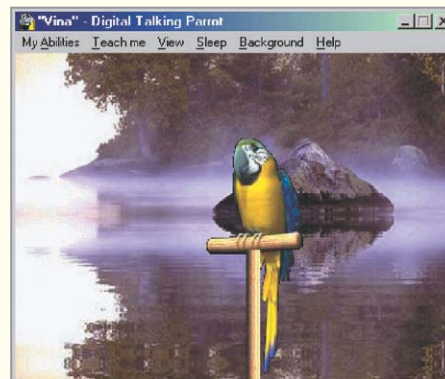 "Vina" - Digital Talking Parrot
My Abilities Teach me View Sleep Background Help